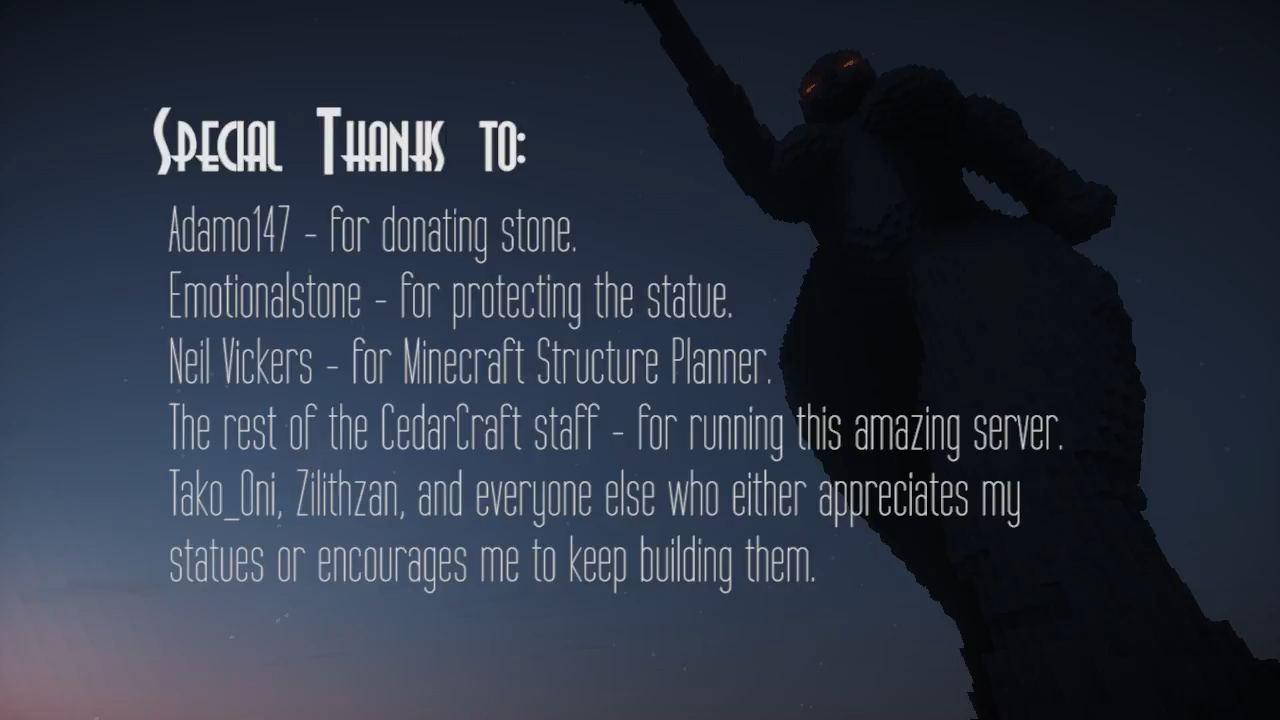 Special Thanks to:
Adamo147 - for donating stone.
Emotionalstone - for protecting the statue.
Neil Vickers - for Minecraft Structure Planner.
The rest of the CedarCraft staff - for running this amazing server.
Tako_Oni, Zilithzan, and everyone else who either appreciates my
statues or encourages me to keep building them.